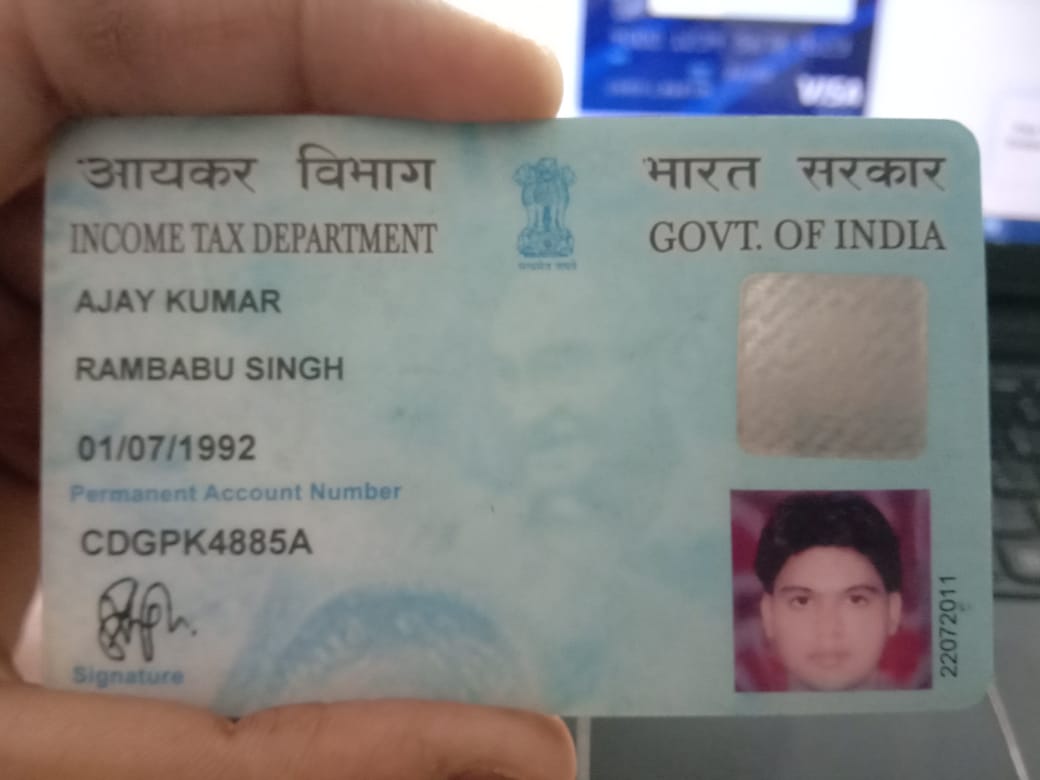 VISA
आयकर विभाग भारत सरकार
INCOME TAX DEPARTMENT GOVT. OF INDIA
सत्यमेव जयते
AJAY KUMAR
RAMBABU SINGH
01/07/1992
Permanent Account Number
CDGPK4885A
Signature
22072011